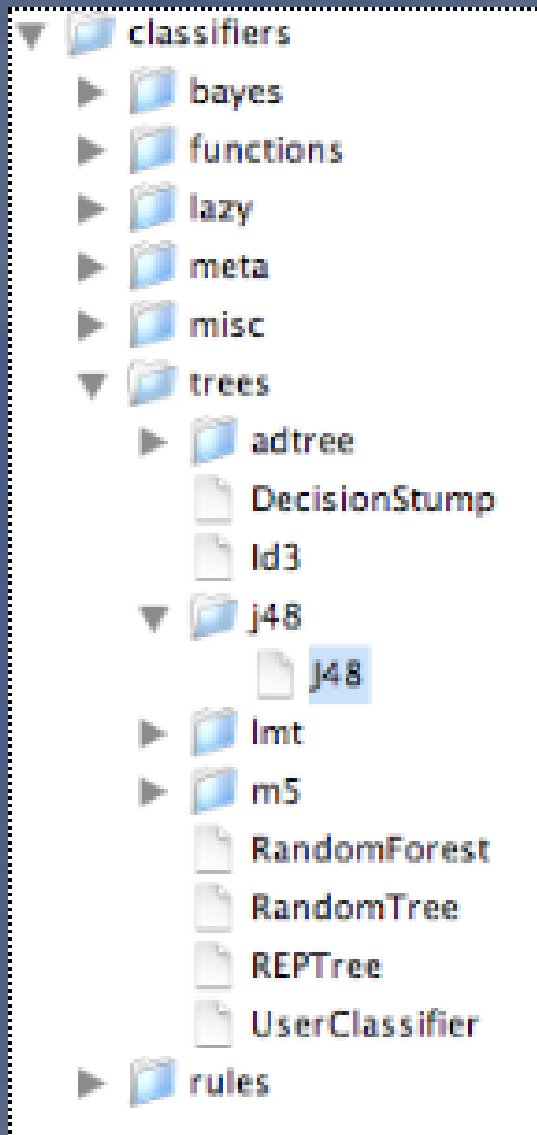 classifiers
bayes
functions
lazy
meta
misc
trees
adtree
DecisionStump
Id3
j48
J48
lmt
m5
RandomForest
RandomTree
REPTree
UserClassifier
rules